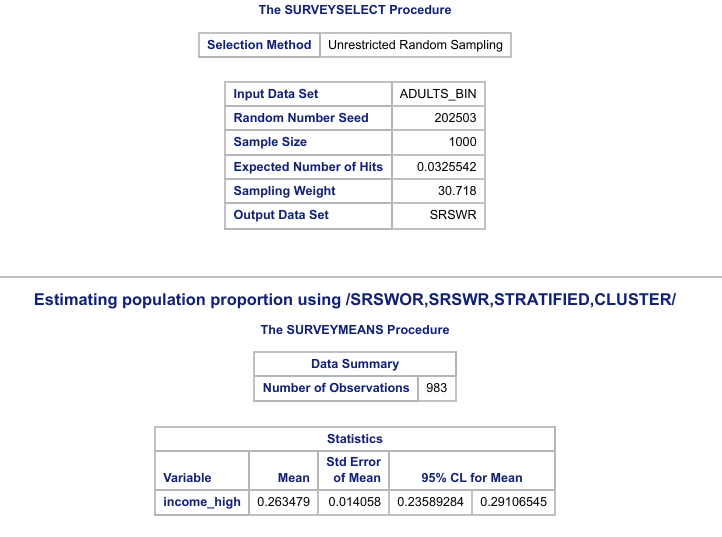 The SURVEYSELECT Procedure
Selection Method Unrestricted Random Sampling
Input Data Set ADULTS_BIN
Random Number Seed 202503
Sample Size 1000
Expected Number of Hits 0.0325542
Sampling Weight 30.718
Output Data Set SRSWR
Estimating population proportion using /SRSWOR,SRSWR,STRATIFIED,CLUSTER/
The SURVEYMEANS Procedure
Data Summary
Number of Observations 983
Statistics
Variable Mean Std Error of Mean 95% CL for Mean
income_high 0.263479 0.014058 0.23589284 0.29106545